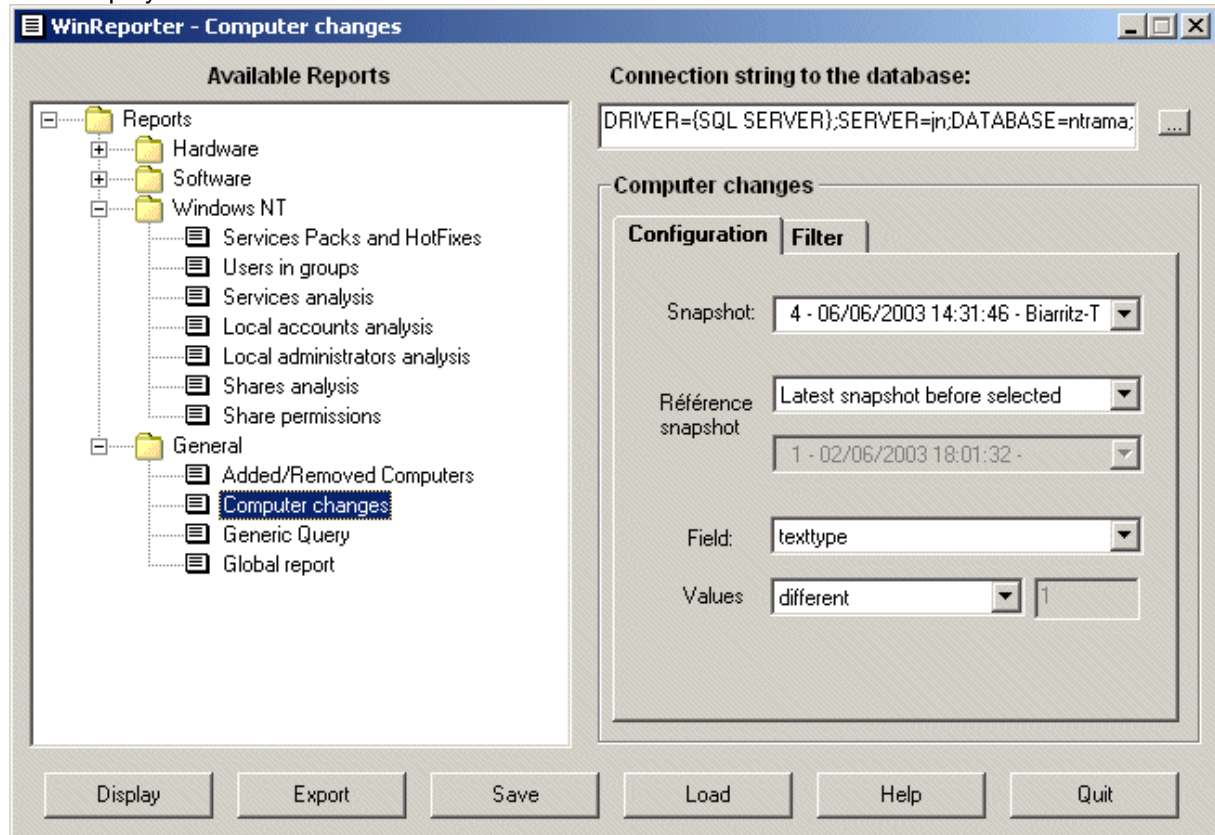 WinReporter - Computer changes
Available Reports
Reports
Hardware
Software
Windows NT
Services Packs and HotFixes
Users in groups
Services analysis
Local accounts analysis
Local administrators analysis
Shares analysis
Share permissions
General
Added/Removed Computers
Computer changes
Generic Query
Global report
Connection string to the database:
DRIVER={SQL SERVER};SERVER=jn;DATABASE=ntrama;
...
Computer changes
Configuration
Filter
Snapshot:
4 - 06/06/2003 14:31:46 - Biarritz-T
Référence
snapshot
Latest snapshot before selected
1 - 02/06/2003 18:01:32 -
Field:
texttype
Values
different
1
Display
Export
Save
Load
Help
Quit